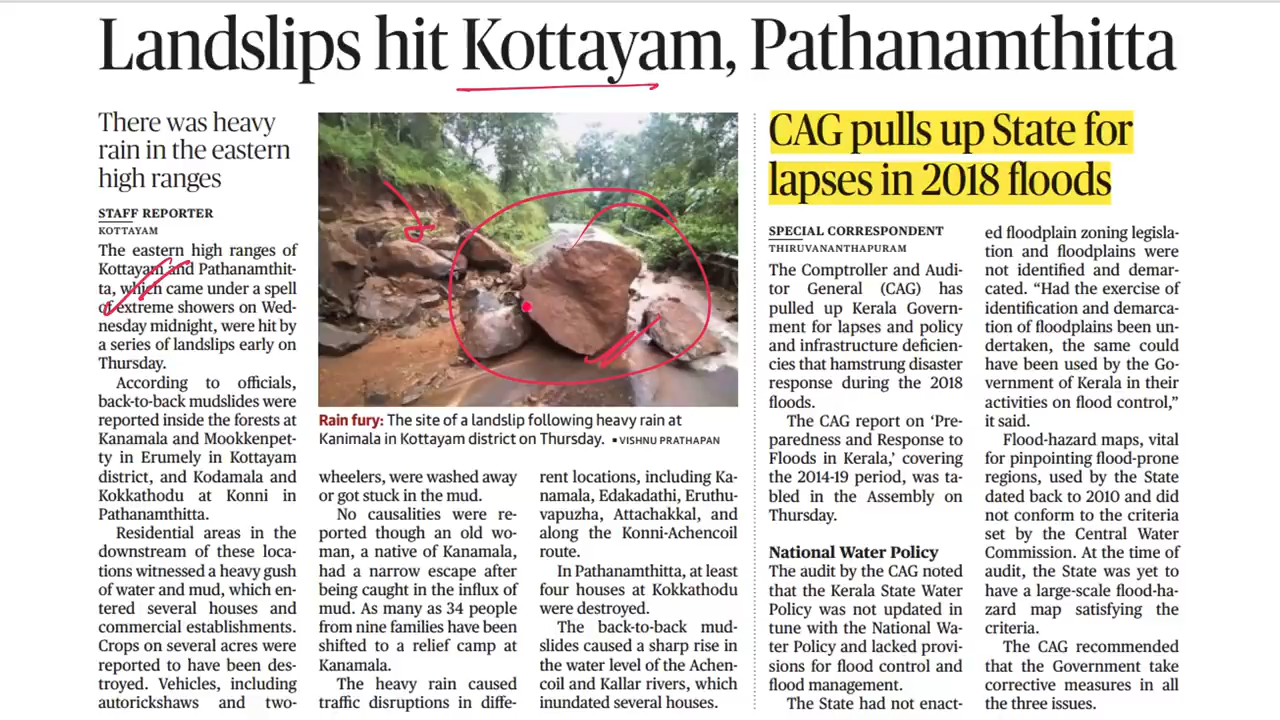 Landslips hit Kottayam, Pathanamthitta
There was heavy
rain in the eastern
high ranges
STAFF REPORTER
KOTTAYAM
The eastern high ranges of
Kottayam and Pathanamthit-
ta, which came under a spell
of extreme showers on Wed-
nesday midnight, were hit by
a series of landslips early on
Thursday.
According to officials,
back-to-back mudslides were
reported inside the forests at
Kanamala and Mookkenpet-
ty in Erumely in Kottayam
district, and Kodamala and
Kokkathodu at Konni in
Pathanamthitta.
Residential areas in the
downstream of these loca-
tions witnessed a heavy gush
of water and mud, which en-
tered several houses and
commercial establishments.
Crops on several acres were
reported to have been des-
troyed. Vehicles, including
autorickshaws and two-
Rain fury: The site of a landslip following heavy rain at
Kanimala in Kottayam district on Thursday. ▪ VISHNU PRATHAPAN
wheelers, were washed away
or got stuck in the mud.
No causalities were re-
ported though an old wo-
man, a native of Kanamala,
had a narrow escape after
being caught in the influx of
mud. As many as 34 people
from nine families have been
shifted to a relief camp at
Kanamala.
The heavy rain caused
traffic disruptions in diffe-
rent locations, including Ka-
namala, Edakadathi, Eruthu-
vapuzha, Attachakkal, and
along the Konni-Achencoil
route.
In Pathanamthitta, at least
four houses at Kokkathodu
were destroyed.
The back-to-back mud-
slides caused a sharp rise in
the water level of the Achen-
coil and Kallar rivers, which
inundated several houses.
CAG pulls up State for
lapses in 2018 floods
SPECIAL CORRESPONDENT
THIRUVANANTHAPURAM
The Comptroller and Audi-
tor General (CAG) has
pulled up Kerala Govern-
ment for lapses and policy
and infrastructure deficien-
cies that hamstrung disaster
response during the 2018
floods.
The CAG report on ‘Pre-
paredness and Response to
Floods in Kerala,’ covering
the 2014-19 period, was ta-
bled in the Assembly on
Thursday.
National Water Policy
The audit by the CAG noted
that the Kerala State Water
Policy was not updated in
tune with the National Wa-
ter Policy and lacked provi-
sions for flood control and
flood management.
The State had not enact-
ed floodplain zoning legisla-
tion and floodplains were
not identified and demar-
cated. “Had the exercise of
identification and demarca-
tion of floodplains been un-
dertaken, the same could
have been used by the Go-
vernment of Kerala in their
activities on flood control,”
it said.
Flood-hazard maps, vital
for pinpointing flood-prone
regions, used by the State
dated back to 2010 and did
not conform to the criteria
set by the Central Water
Commission. At the time of
audit, the State was yet to
have a large-scale flood-ha-
zard map satisfying the
criteria.
The CAG recommended
that the Government take
corrective measures in all
the three issues.